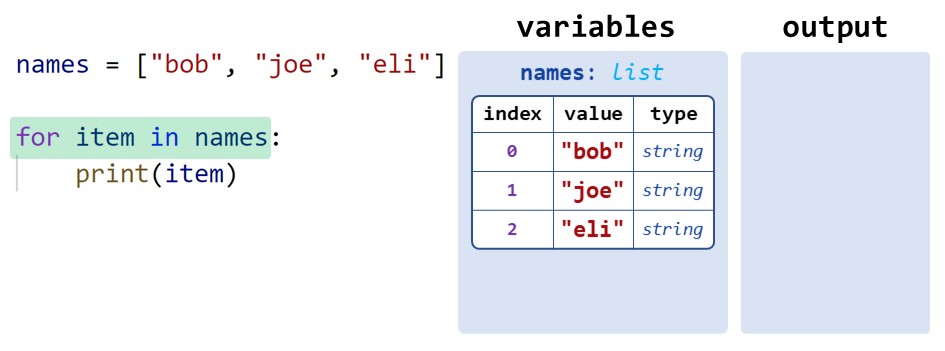 names = ["bob", "joe", "eli"]
for item in names:
print(item)
variables
names: list
index value type
0 "bob" string
1 "joe" string
2 "eli" string
output